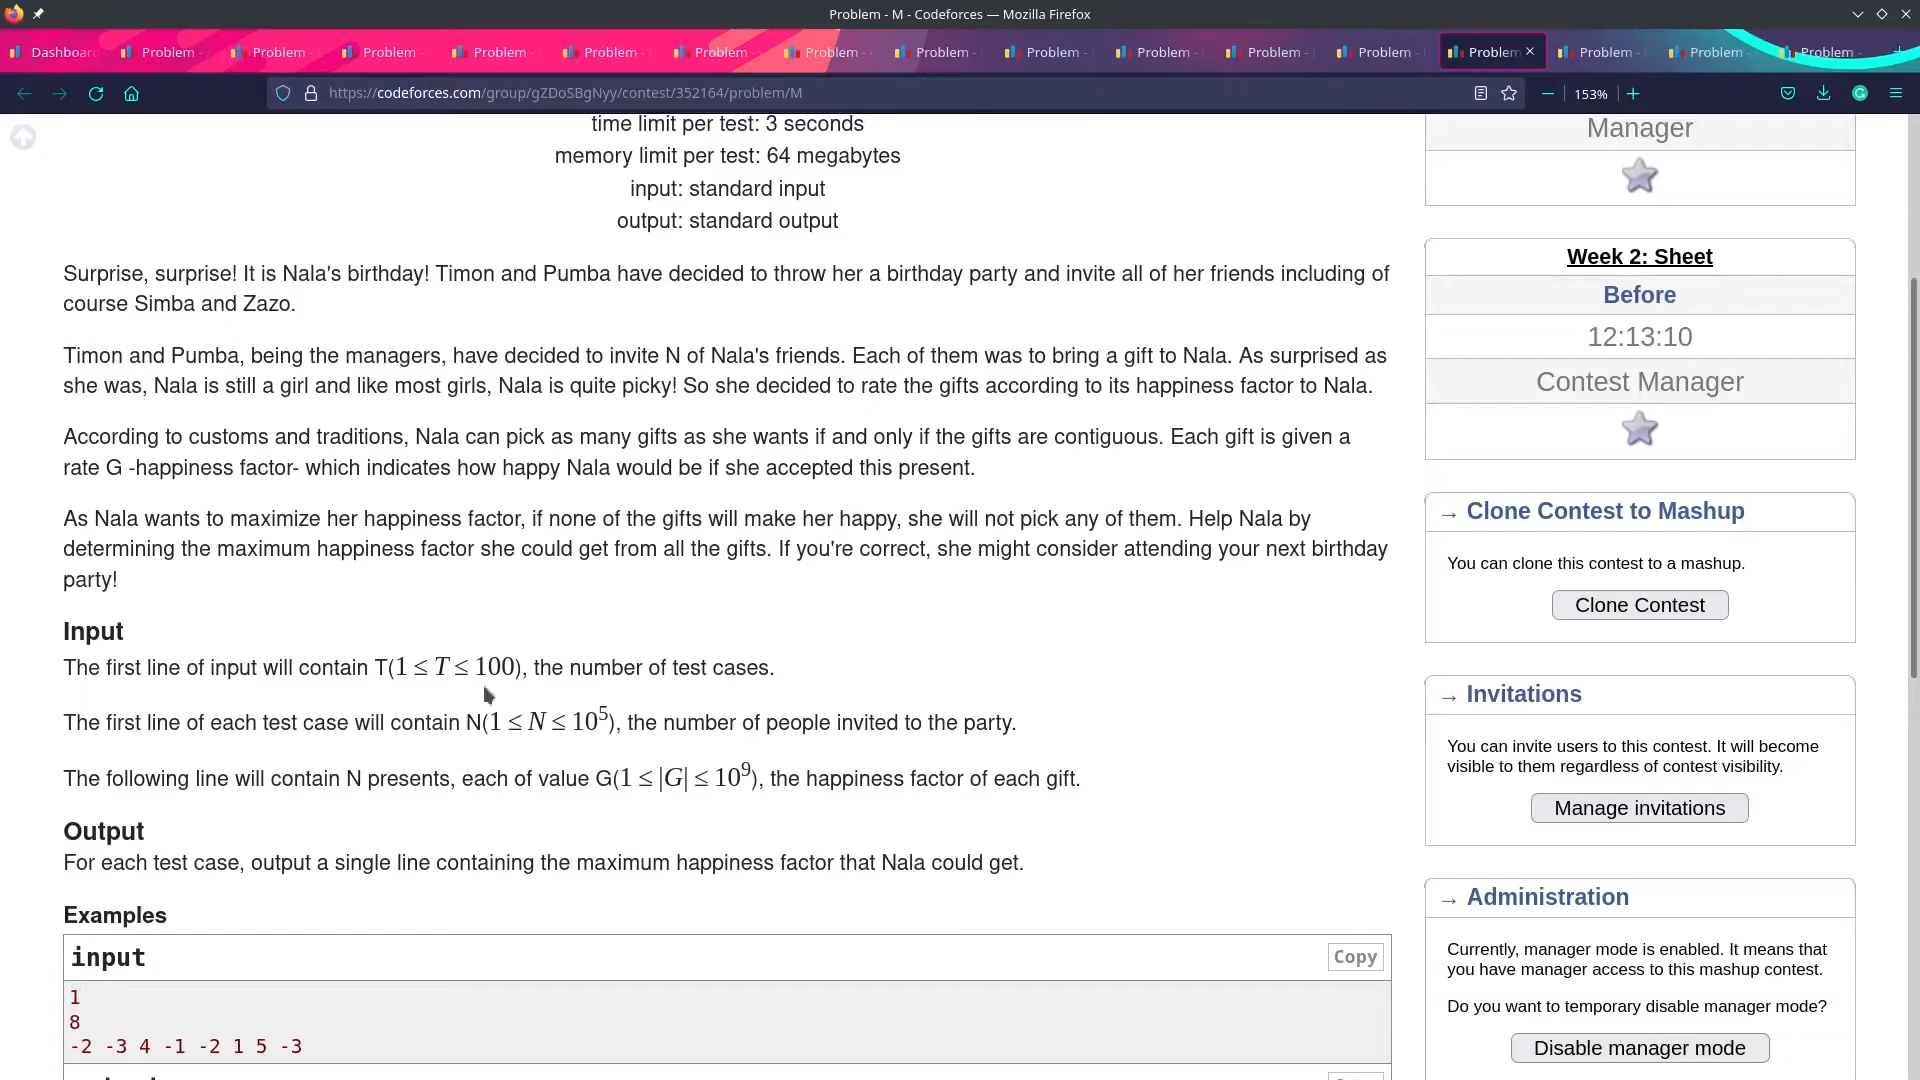 Problem - M - Codeforces — Mozilla Firefox
Dashboard Problem - Problem - Problem Problem - Problem - Problem - Problem - Problem - Problem - Problem - Problem - Problem - Problem - Problem - Problem - Problem -
https://codeforces.com/group/gZDoSBgNyy/contest/352164/problem/M 153%
time limit per test: 3 seconds
memory limit per test: 64 megabytes
input: standard input
output: standard output
Surprise, surprise! It is Nala's birthday! Timon and Pumba have decided to throw her a birthday party and invite all of her friends including of
course Simba and Zazo.
Timon and Pumba, being the managers, have decided to invite N of Nala's friends. Each of them was to bring a gift to Nala. As surprised as
she was, Nala is still a girl and like most girls, Nala is quite picky! So she decided to rate the gifts according to its happiness factor to Nala.
According to customs and traditions, Nala can pick as many gifts as she wants if and only if the gifts are contiguous. Each gift is given a
rate G -happiness factor- which indicates how happy Nala would be if she accepted this present.
As Nala wants to maximize her happiness factor, if none of the gifts will make her happy, she will not pick any of them. Help Nala by
determining the maximum happiness factor she could get from all the gifts. If you're correct, she might consider attending your next birthday
party!
Input
The first line of input will contain T(1 ≤ T ≤ 100), the number of test cases.
The first line of each test case will contain N(1 ≤ N ≤ 10^5), the number of people invited to the party.
The following line will contain N presents, each of value G(1 ≤ |G| ≤ 10^9), the happiness factor of each gift.
Output
For each test case, output a single line containing the maximum happiness factor that Nala could get.
Examples
input
Copy
1
8
-2 -3 4 -1 -2 1 5 -3
Manager
Week 2: Sheet
Before
12:13:10
Contest Manager
→ Clone Contest to Mashup
You can clone this contest to a mashup.
Clone Contest
→ Invitations
You can invite users to this contest. It will become
visible to them regardless of contest visibility.
Manage invitations
→ Administration
Currently, manager mode is enabled. It means that
you have manager access to this mashup contest.
Do you want to temporary disable manager mode?
Disable manager mode